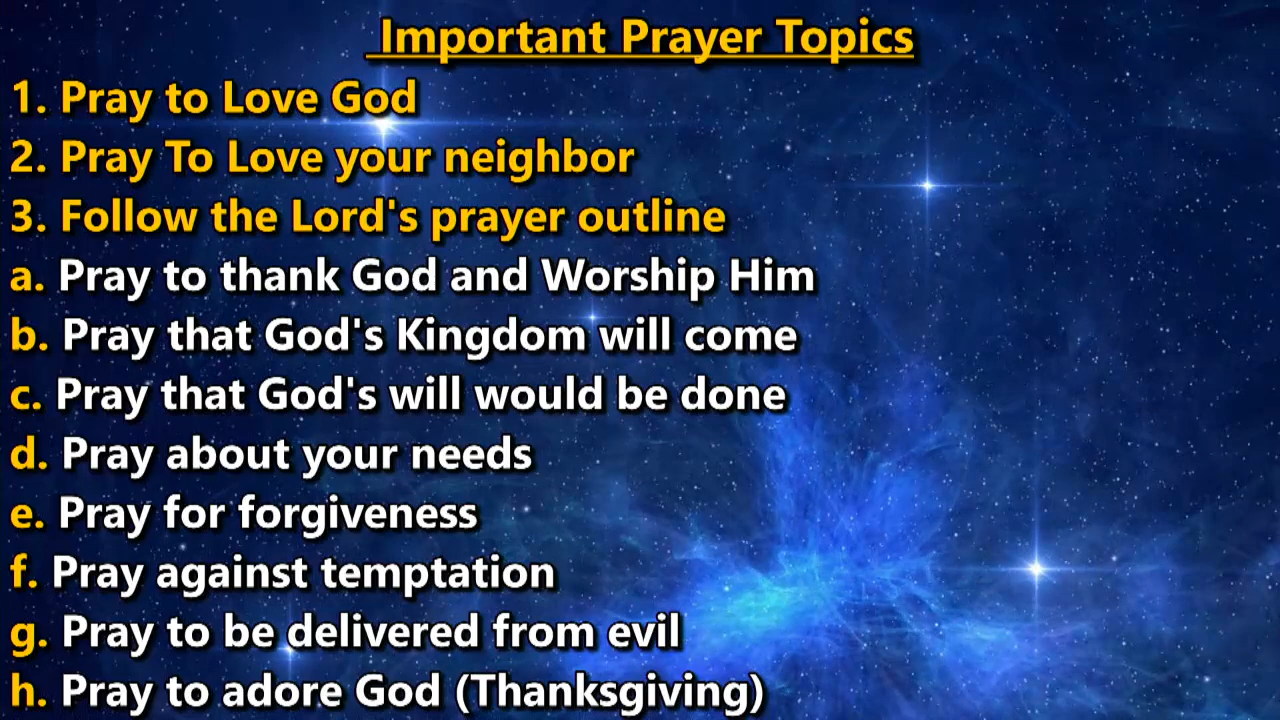 Important Prayer Topics
1. Pray to Love God
2. Pray To Love your neighbor
3. Follow the Lord's prayer outline
a. Pray to thank God and Worship Him
b. Pray that God's Kingdom will come
c. Pray that God's will would be done
d. Pray about your needs
e. Pray for forgiveness
f. Pray against temptation
g. Pray to be delivered from evil
h. Pray to adore God (Thanksgiving)